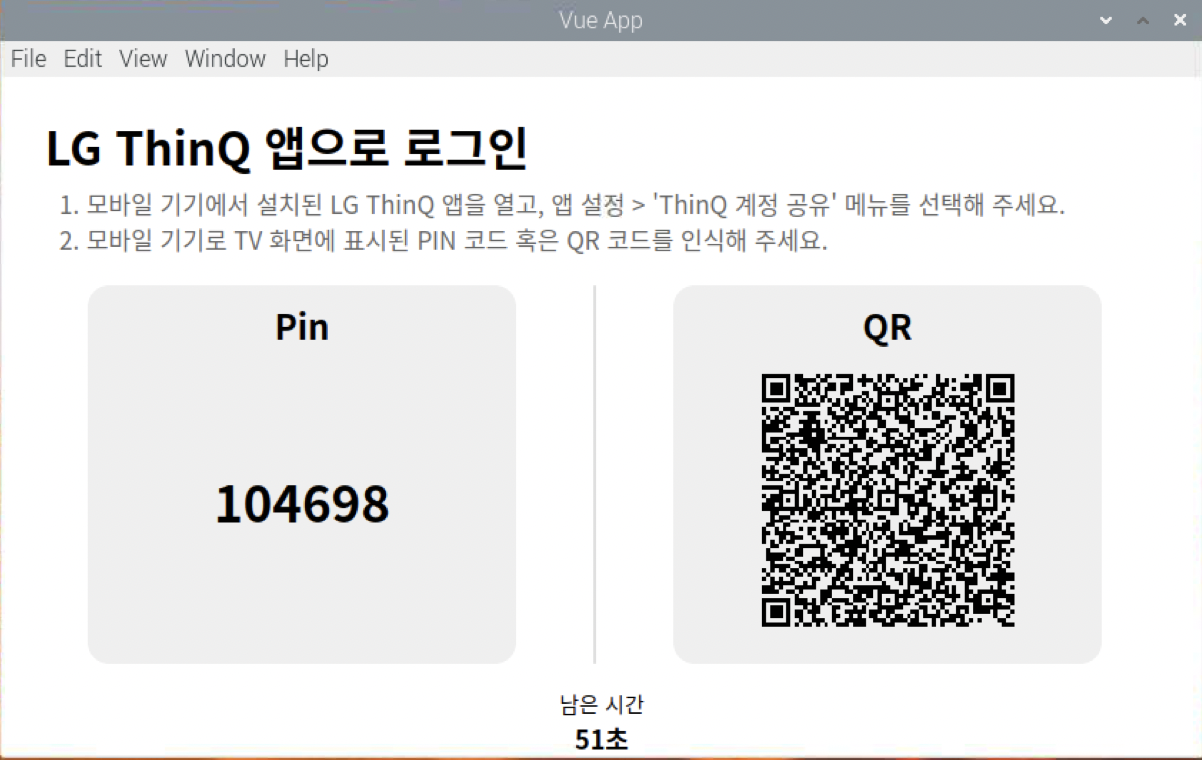 Vue App
File Edit View Window Help
LG ThinQ 앱으로 로그인
1. 모바일 기기에서 설치된 LG ThinQ 앱을 열고, 앱 설정 > 'ThinQ 계정 공유' 메뉴를 선택해 주세요.
2. 모바일 기기로 TV 화면에 표시된 PIN 코드 혹은 QR 코드를 인식해 주세요.
Pin
QR
104698
남은 시간
51초